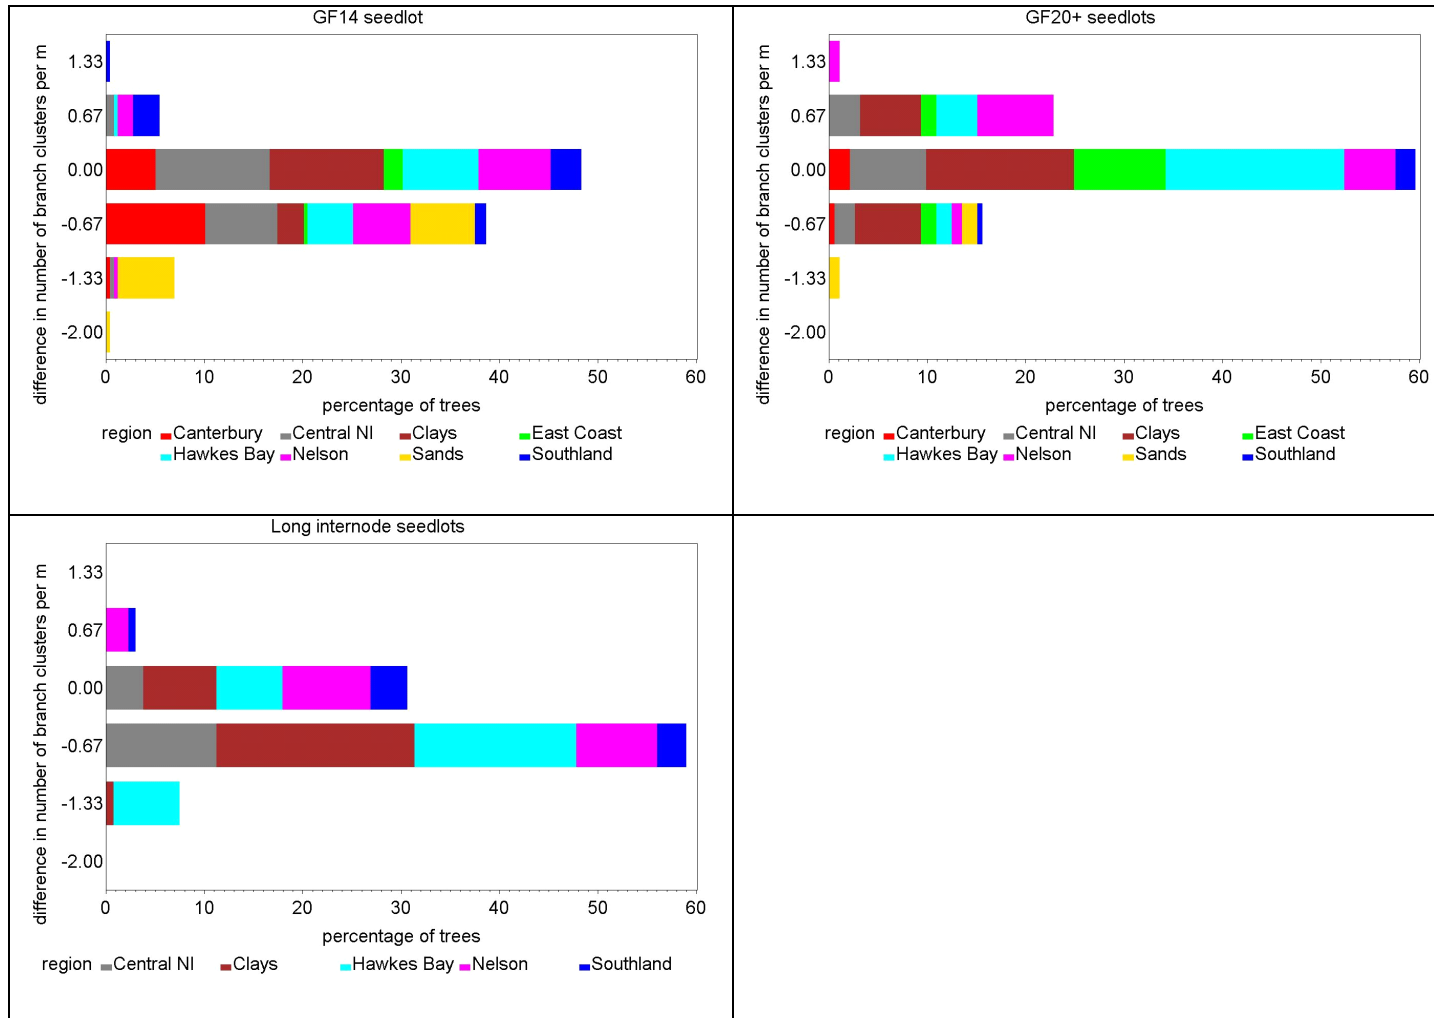 GF14 seedlot
difference in number of branch clusters per m
1.33
0.67
0.00
-0.67
-1.33
-2.00
0 10 20 30 40 50 60
percentage of trees
region Canterbury Central NI Clays East Coast
Hawkes Bay Nelson Sands Southland
GF20+ seedlots
difference in number of branch clusters per m
1.33
0.67
0.00
-0.67
-1.33
-2.00
0 10 20 30 40 50 60
percentage of trees
region Canterbury Central NI Clays East Coast
Hawkes Bay Nelson Sands Southland
Long internode seedlots
difference in number of branch clusters per m
1.33
0.67
0.00
-0.67
-1.33
-2.00
0 10 20 30 40 50 60
percentage of trees
region Central NI Clays Hawkes Bay Nelson Southland